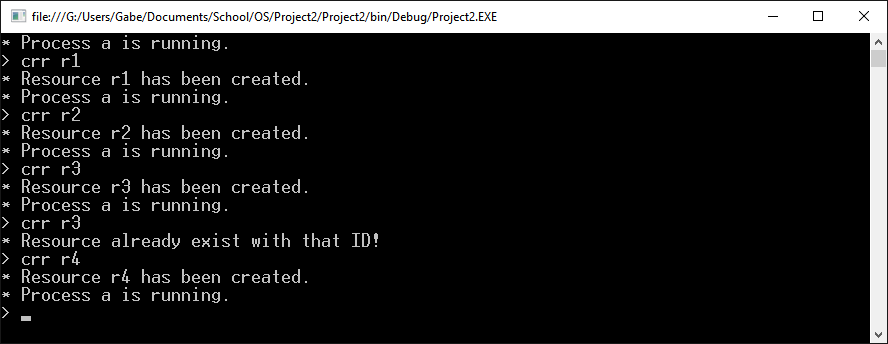 file:///G:/Users/Gabe/Documents/School/OS/Project2/Project2/bin/Debug/Project2.EXE
* Process a is running.
> crr r1
* Resource r1 has been created.
* Process a is running.
> crr r2
* Resource r2 has been created.
* Process a is running.
> crr r3
* Resource r3 has been created.
* Process a is running.
> crr r3
* Resource already exist with that ID!
> crr r4
* Resource r4 has been created.
* Process a is running.
> _